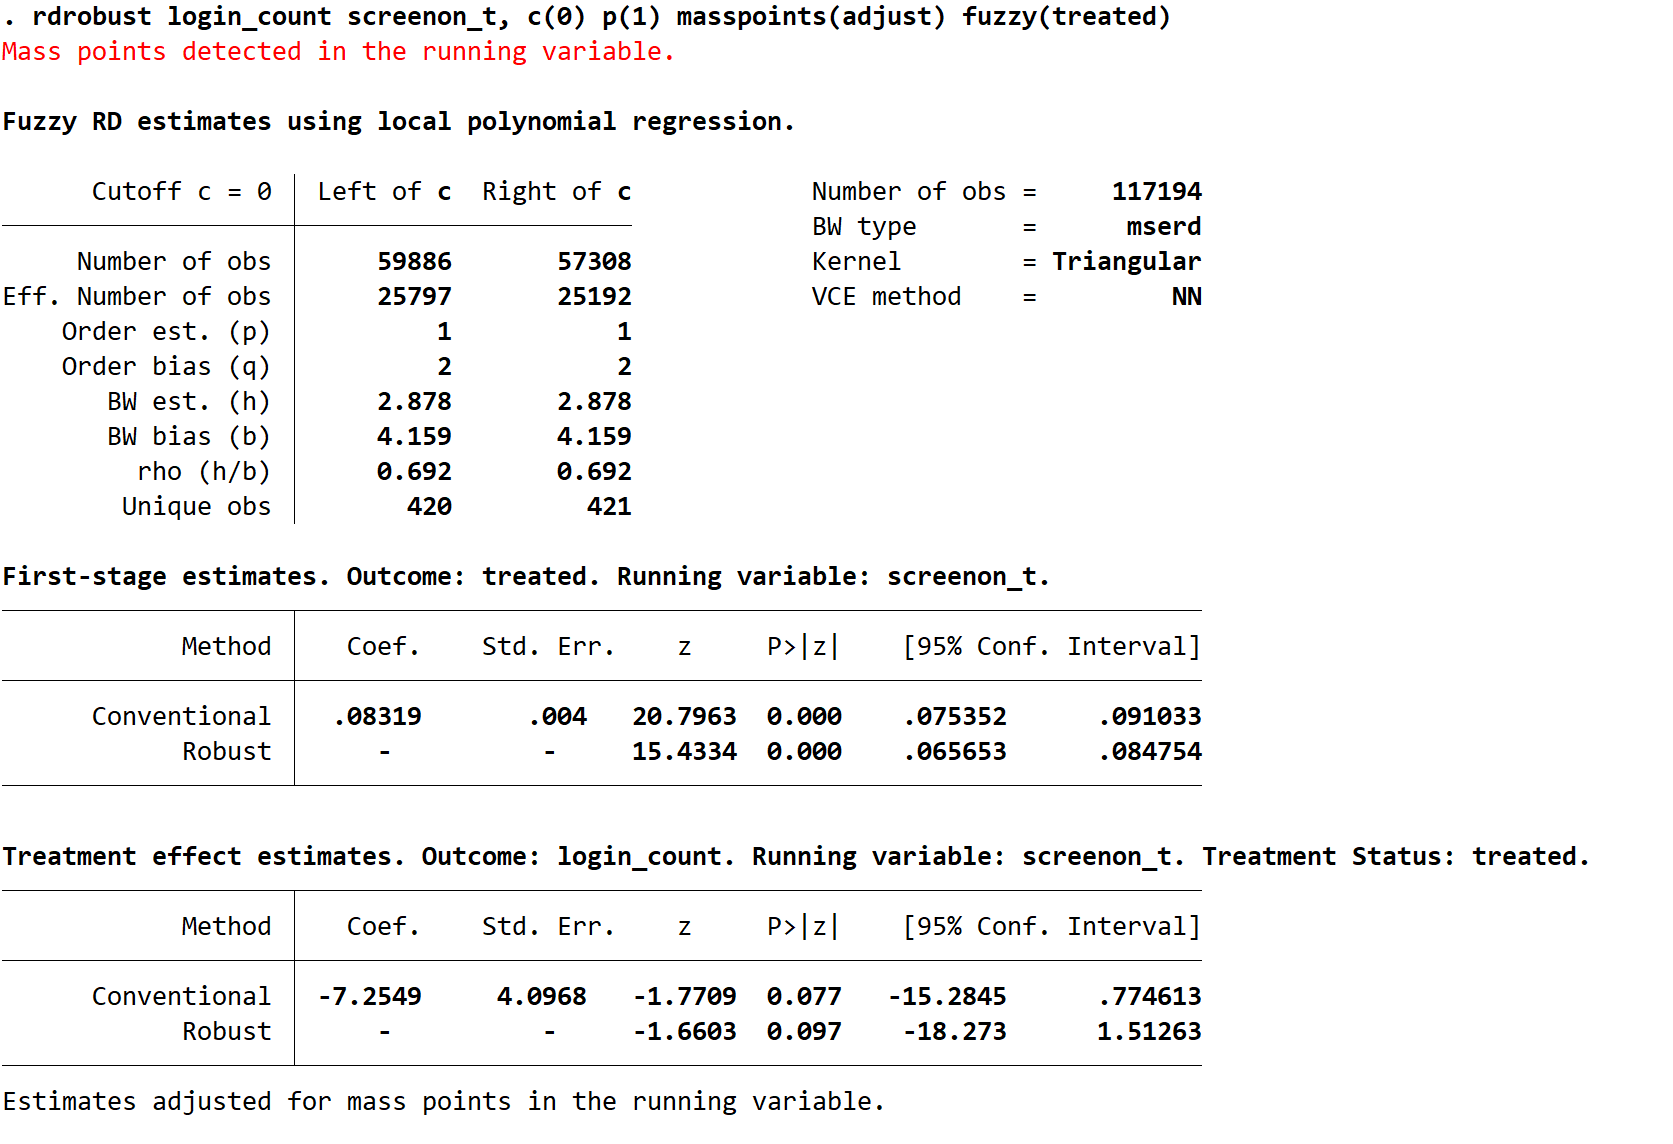 . rdrobust login_count screenon_t, c(0) p(1) masspoints(adjust) fuzzy(treated)
Mass points detected in the running variable.
Fuzzy RD estimates using local polynomial regression.
Cutoff c = 0 | Left of c Right of c Number of obs = 117194
BW type = mserd
Number of obs | 59886 57308 Kernel = Triangular
Eff. Number of obs | 25797 25192 VCE method = NN
Order est. (p) | 1 1
Order bias (q) | 2 2
BW est. (h) | 2.878 2.878
BW bias (b) | 4.159 4.159
rho (h/b) | 0.692 0.692
Unique obs | 420 421
First-stage estimates. Outcome: treated. Running variable: screenon_t.
Method | Coef. Std. Err. z P>|z| [95% Conf. Interval]
Conventional | .08319 .004 20.7963 0.000 .075352 .091033
Robust | - - 15.4334 0.000 .065653 .084754
Treatment effect estimates. Outcome: login_count. Running variable: screenon_t. Treatment Status: treated.
Method | Coef. Std. Err. z P>|z| [95% Conf. Interval]
Conventional | -7.2549 4.0968 -1.7709 0.077 -15.2845 .774613
Robust | - - -1.6603 0.097 -18.273 1.51263
Estimates adjusted for mass points in the running variable.